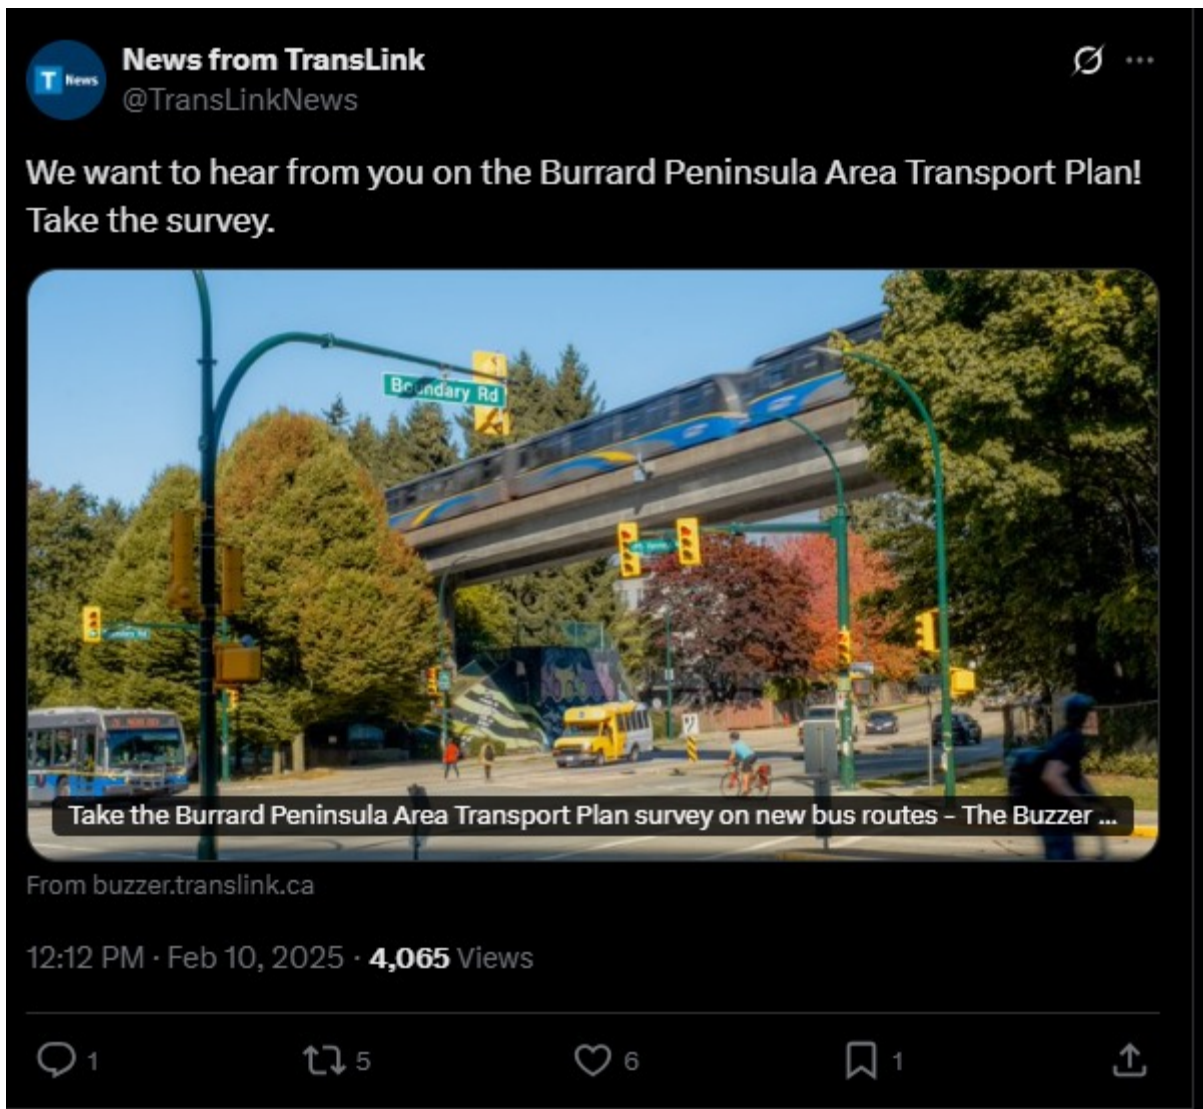 News from TransLink
T News
@TransLinkNews
We want to hear from you on the Burrard Peninsula Area Transport Plan!
Take the survey.
Boundary Rd
Take the Burrard Peninsula Area Transport Plan survey on new bus routes – The Buzzer ...
From buzzer.translink.ca
12:12 PM · Feb 10, 2025 · 4,065 Views
1
5
6
1